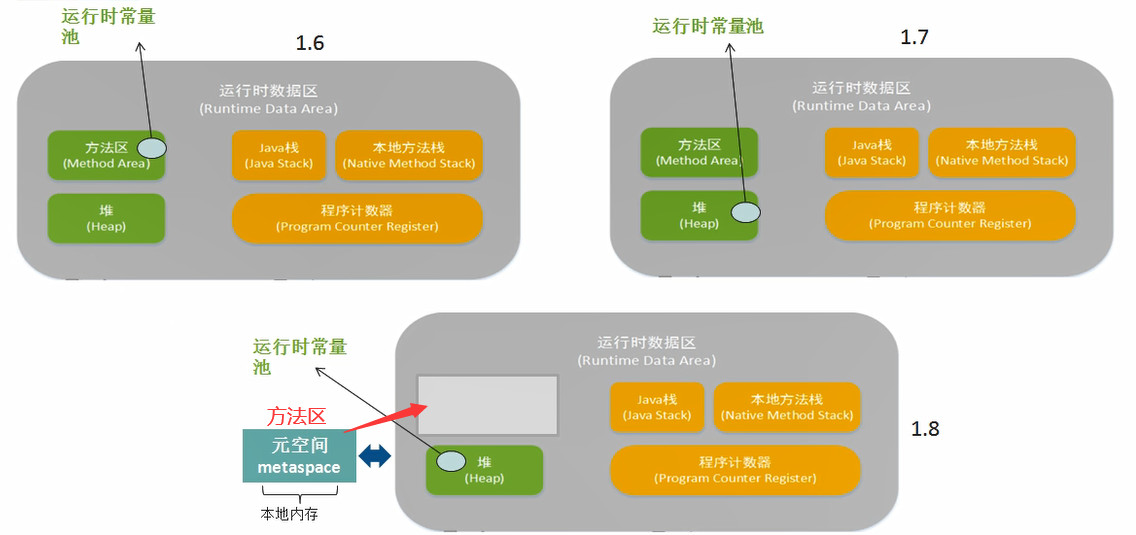 运行时常量
池
1.6
运行时数据区
(Runtime Data Area)
方法区
(Method Area)
Java栈
(Java Stack)
本地方法栈
(Native Method Stack)
堆
(Heap)
程序计数器
(Program Counter Register)
运行时常量池
1.7
运行时数据区
(Runtime Data Area)
方法区
(Method Area)
Java栈
(Java Stack)
本地方法栈
(Native Method Stack)
堆
(Heap)
程序计数器
(Program Counter Register)
运行时常量
池
方法区
元空间
metaspace
本地内存
运行时数据区
(Runtime Data Area)
Java栈
(Java Stack)
本地方法栈
(Native Method Stack)
堆
(Heap)
程序计数器
(Program Counter Register)
1.8